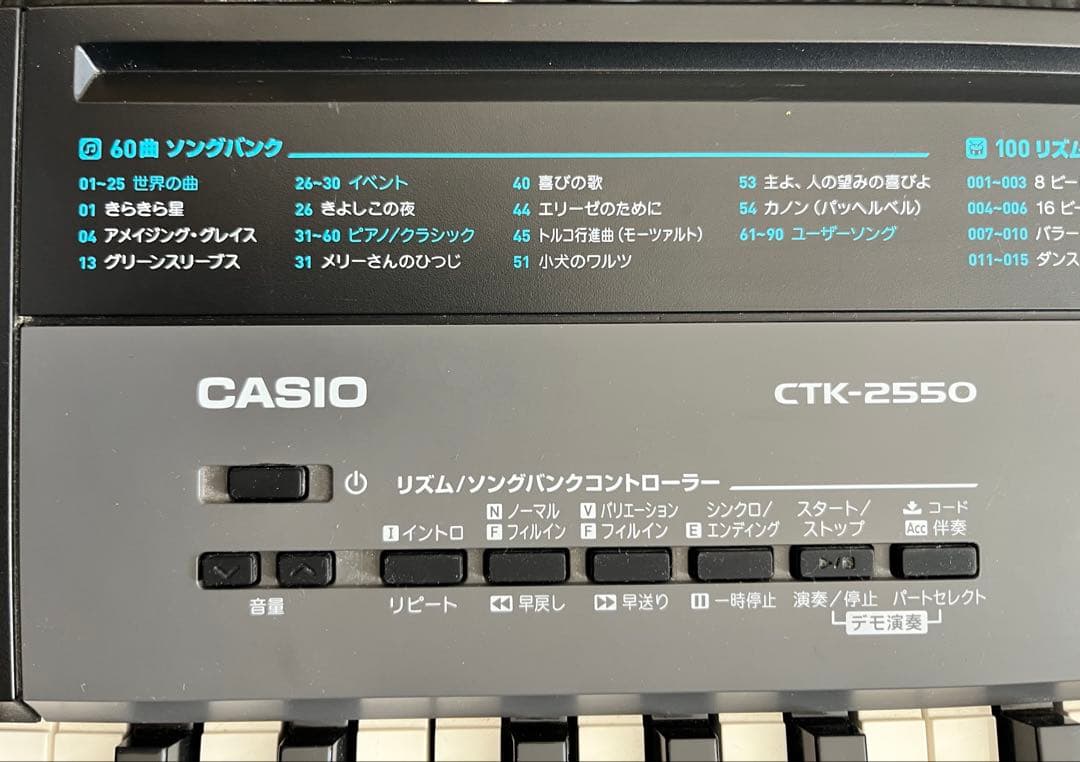 60曲 ソングバンク
01~25 世界の曲
01 きらきら星
04 アメイジング・グレイス
13 グリーンスリーブス
26~30 イベント
26 きよしこの夜
31~60 ピアノ/クラシック
31 メリーさんのひつじ
40 喜びの歌
44 エリーゼのために
45 トルコ行進曲(モーツァルト)
51 小犬のワルツ
53 主よ、人の望みの喜びよ
54 カノン(パッヘルベル)
61~90 ユーザーソング
100 リズム
001~003 8 ビー
004~006 16 ビー
007~010 バラー
011~015 ダンス
CASIO
CTK-2550
リズム/ソングバンクコントローラー
I イントロ
N ノーマル
F フィルイン
V バリエーション
F フィルイン
シンクロ/
E エンディング
スタート/
ストップ
コード
Acc 伴奏
音量
リピート
早戻し
早送り
一時停止
演奏/停止
パートセレクト
デモ演奏